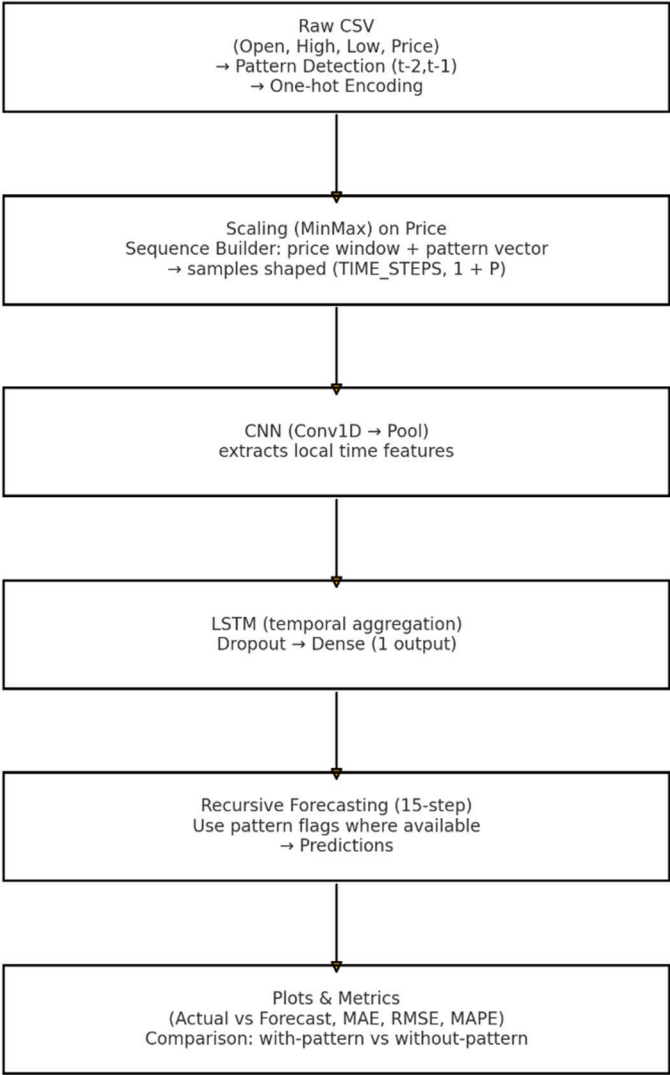 Raw CSV
(Open, High, Low, Price)
→ Pattern Detection (t-2,t-1)
→ One-hot Encoding
Scaling (MinMax) on Price
Sequence Builder: price window + pattern vector
→ samples shaped (TIME_STEPS, 1 + P)
CNN (Conv1D → Pool)
extracts local time features
LSTM (temporal aggregation)
Dropout → Dense (1 output)
Recursive Forecasting (15-step)
Use pattern flags where available
→ Predictions
Plots & Metrics
(Actual vs Forecast, MAE, RMSE, MAPE)
Comparison: with-pattern vs without-pattern